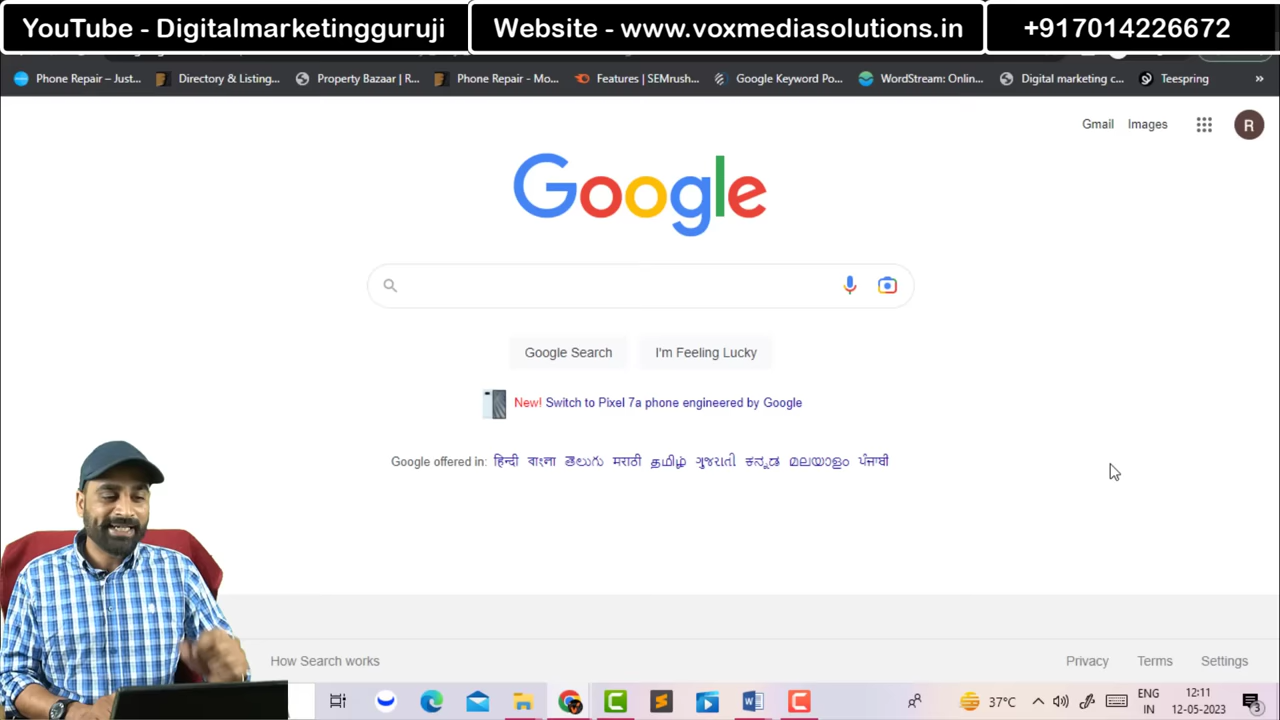 YouTube - Digitalmarketingguruji
Website - www.voxmediasolutions.in
+917014226672
Phone Repair – Just...
Directory & Listing...
Property Bazaar | R...
Phone Repair - Mo...
Features | SEMrush...
Google Keyword Po...
WordStream: Onlin...
Digital marketing c...
Teespring
»
Gmail
Images
R
Google
Google Search
I'm Feeling Lucky
New! Switch to Pixel 7a phone engineered by Google
Google offered in: हिन्दी বাংলা తెలుగు मराठी தமிழ் ગુજરાતી ಕನ್ನಡ മലയാളം ਪੰਜਾਬੀ
How Search works
Privacy
Terms
Settings
37°C
ENG
IN
12:11
12-05-2023
3